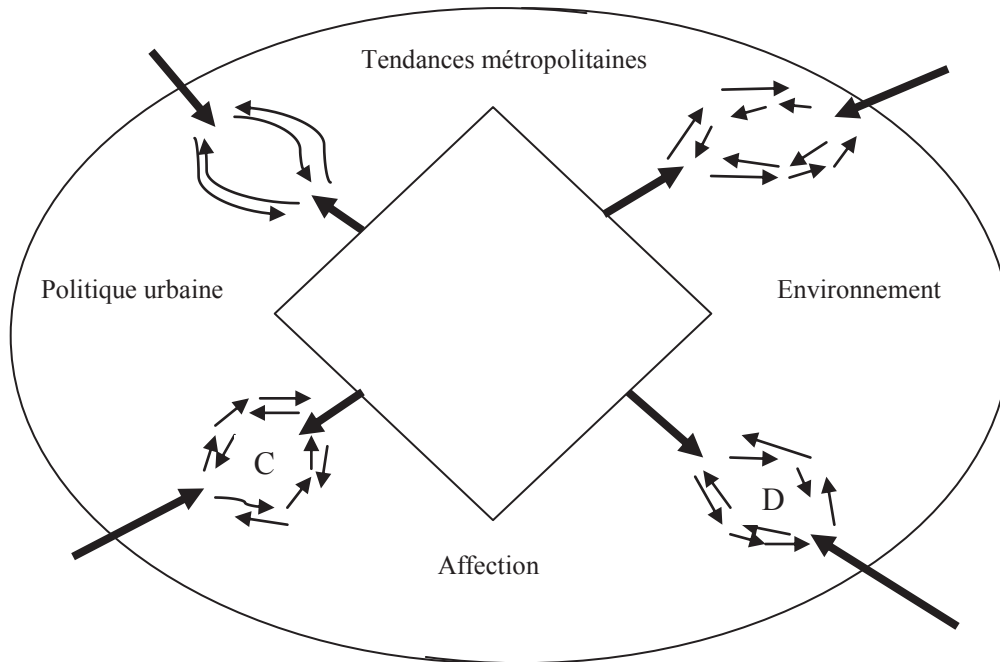 Tendances métropolitaines
Politique urbaine
Environnement
C
D
Affection